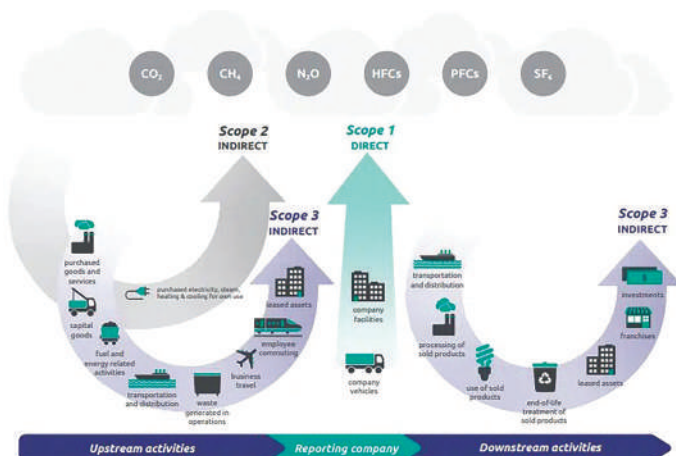 CO₂
CH₄
N₂O
HFCs
PFCs
SF₆
Scope 2
INDIRECT
Scope 1
DIRECT
Scope 3
INDIRECT
Scope 3
INDIRECT
purchased
goods and
services
capital
goods
fuel and
energy related
activities
transportation
and distribution
waste
generated in
operations
business
travel
employee
commuting
leased assets
purchased electricity, steam,
heating & cooling for own use
company
facilities
company
vehicles
transportation
and distribution
processing of
sold products
use of sold
products
end-of-life
treatment of
sold products
leased assets
franchises
investments
Upstream activities
Reporting company
Downstream activities